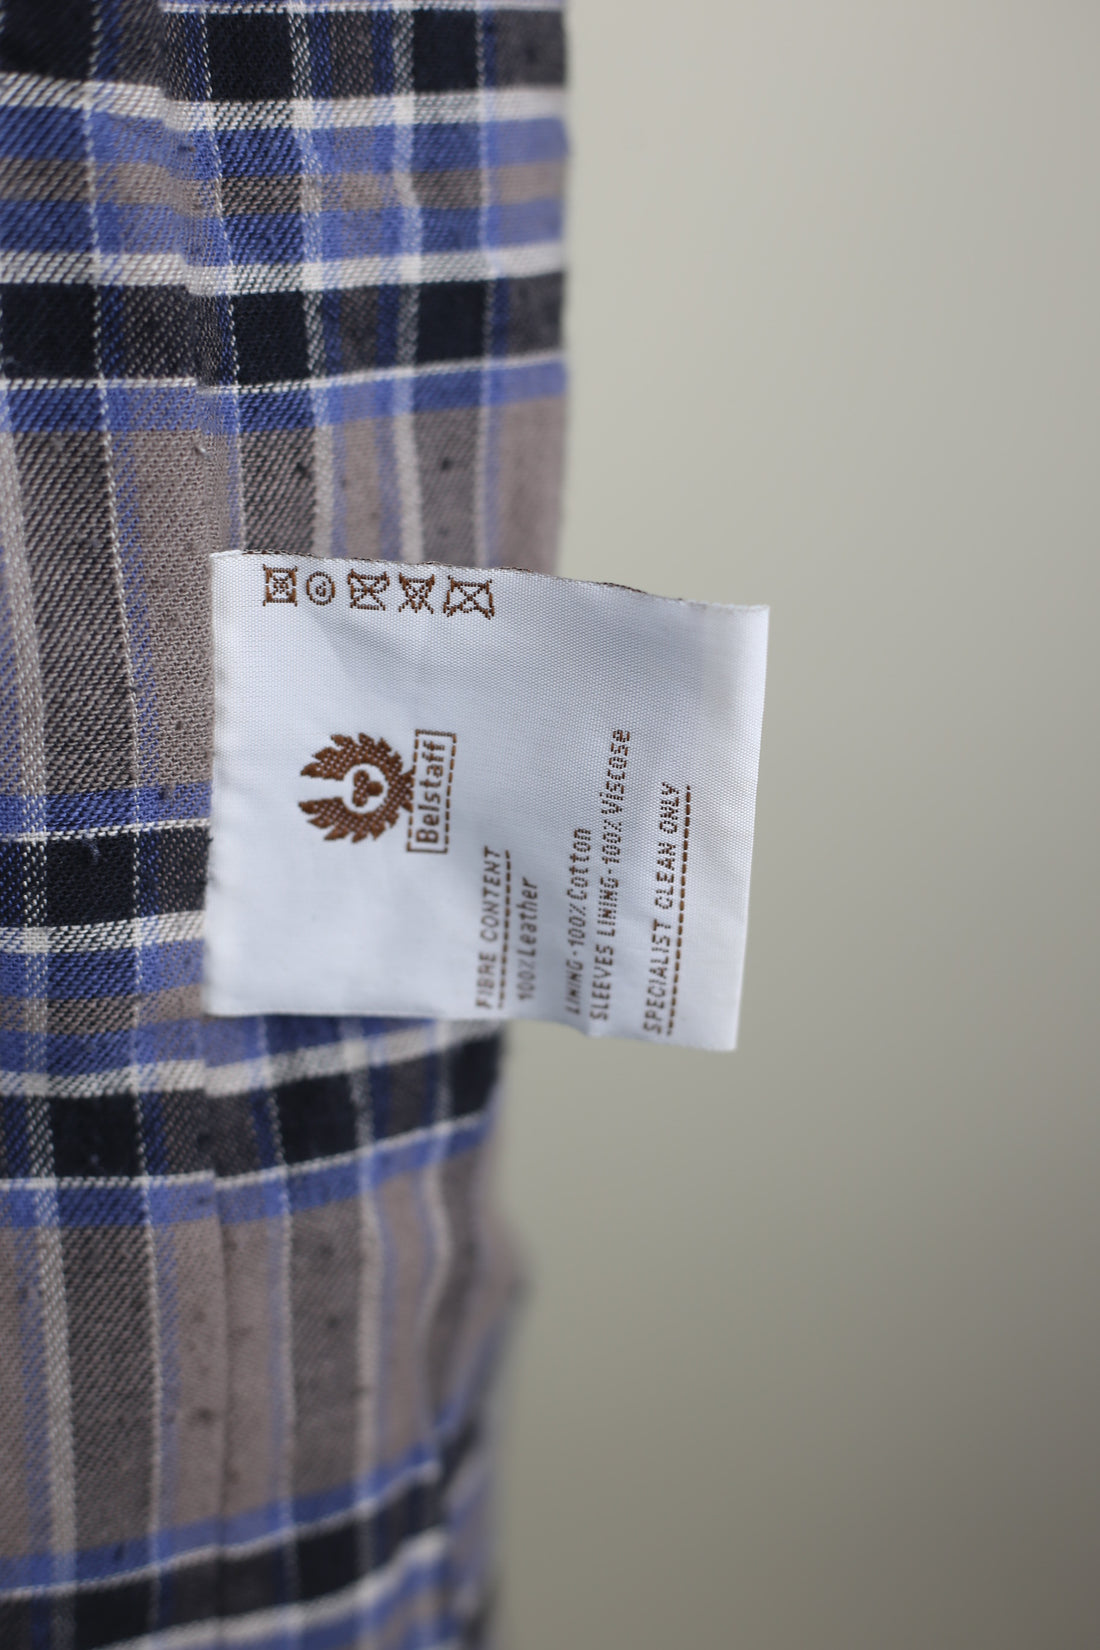 Belstaff
FIBRE CONTENT
100% Leather
LINING-100% Cotton
SLEEVES LINING-100% Viscose
SPECIALIST CLEAN ONLY